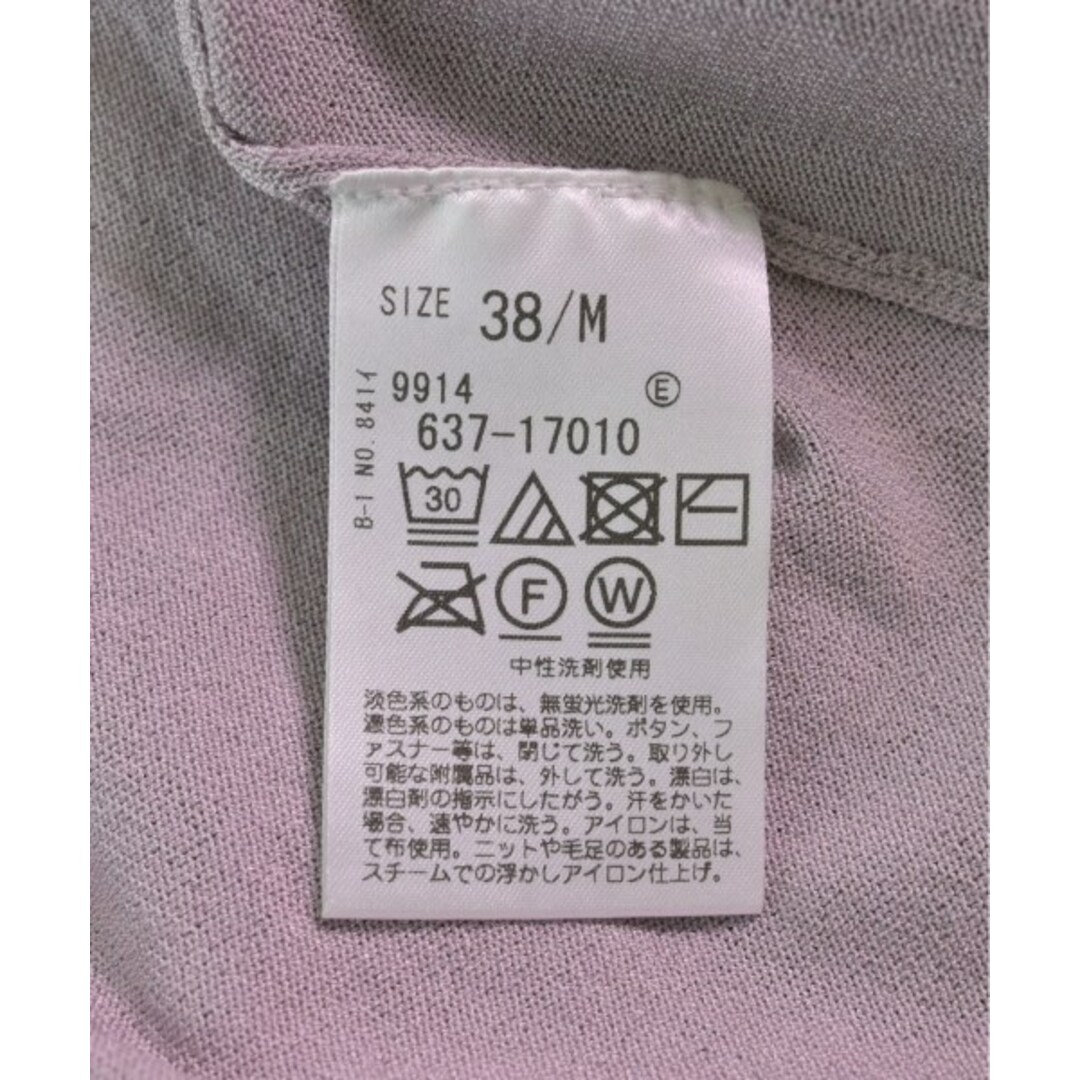 SIZE 38/M
9914 Ⓔ
637-17010
B-1 NO.841イ
30
F W
中性洗剤使用
淡色系のものは、無蛍光洗剤を使用。
濃色系のものは単品洗い。ボタン、フ
ァスナー等は、閉じて洗う。取り外し
可能な附属品は、外して洗う。漂白は、
漂白剤の指示にしたがう。汗をかいた
場合、速やかに洗う。アイロンは、当
て布使用。ニットや毛足のある製品は、
スチームでの浮かしアイロン仕上げ。